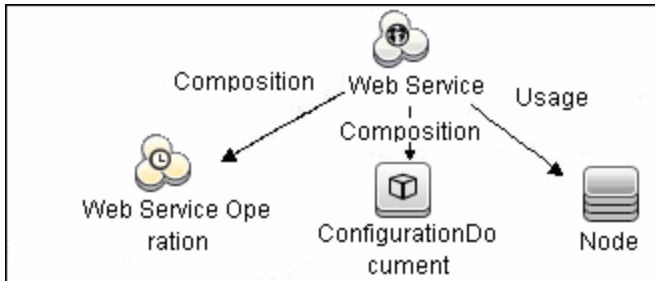 Web Service
Composition
Usage
Composition
Web Service Ope
ration
ConfigurationDo
cument
Node